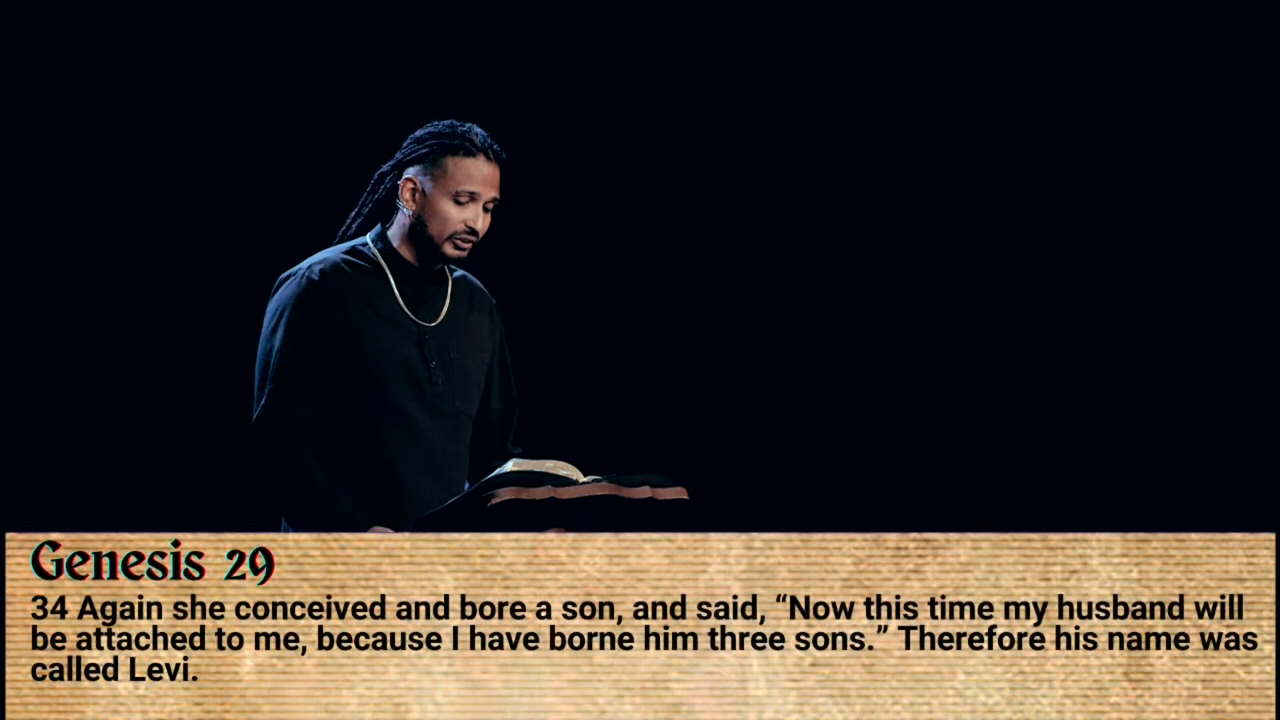 Genesis 29
34 Again she conceived and bore a son, and said, “Now this time my husband will
be attached to me, because I have borne him three sons.” Therefore his name was
called Levi.